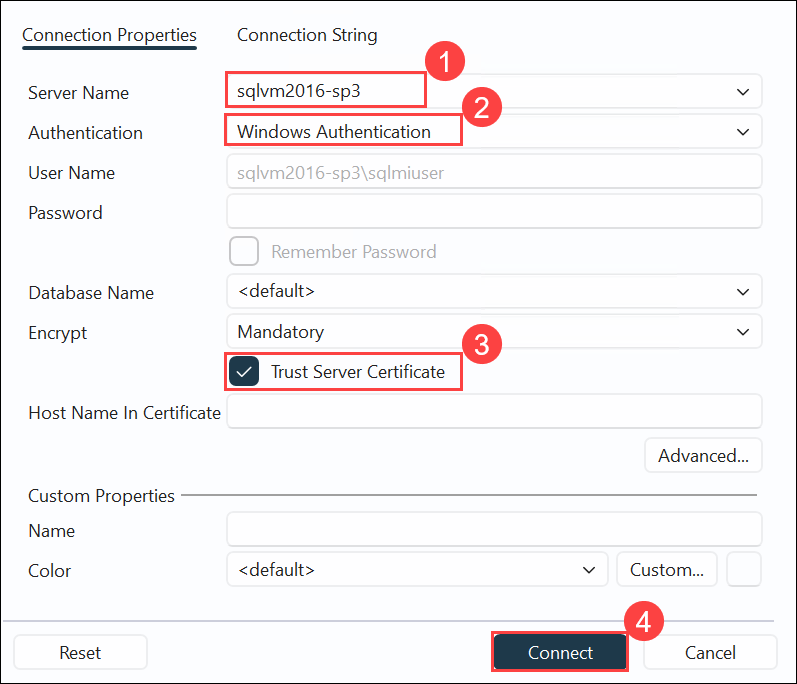 Connection Properties Connection String
1
Server Name sqlvm2016-sp3
2
Authentication Windows Authentication
User Name sqlvm2016-sp3\sqlmiuser
Password
Remember Password
Database Name <default>
Encrypt Mandatory
3
Trust Server Certificate
Host Name In Certificate
Advanced...
Custom Properties
Name
Color <default> Custom...
4
Reset Connect Cancel